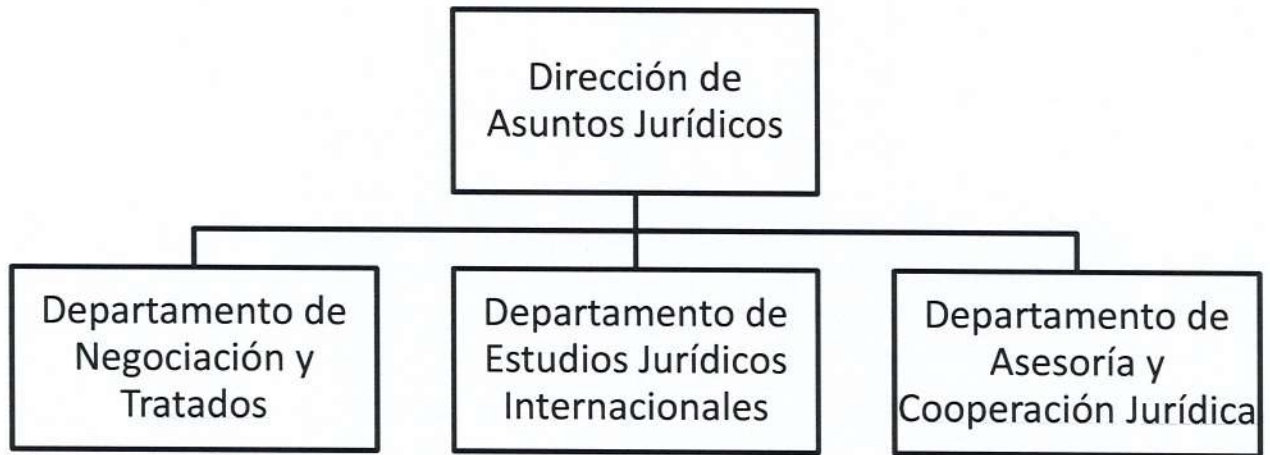 Dirección de
Asuntos Jurídicos
Departamento de
Negociación y
Tratados
Departamento de
Estudios Jurídicos
Internacionales
Departamento de
Asesoría y
Cooperación Jurídica